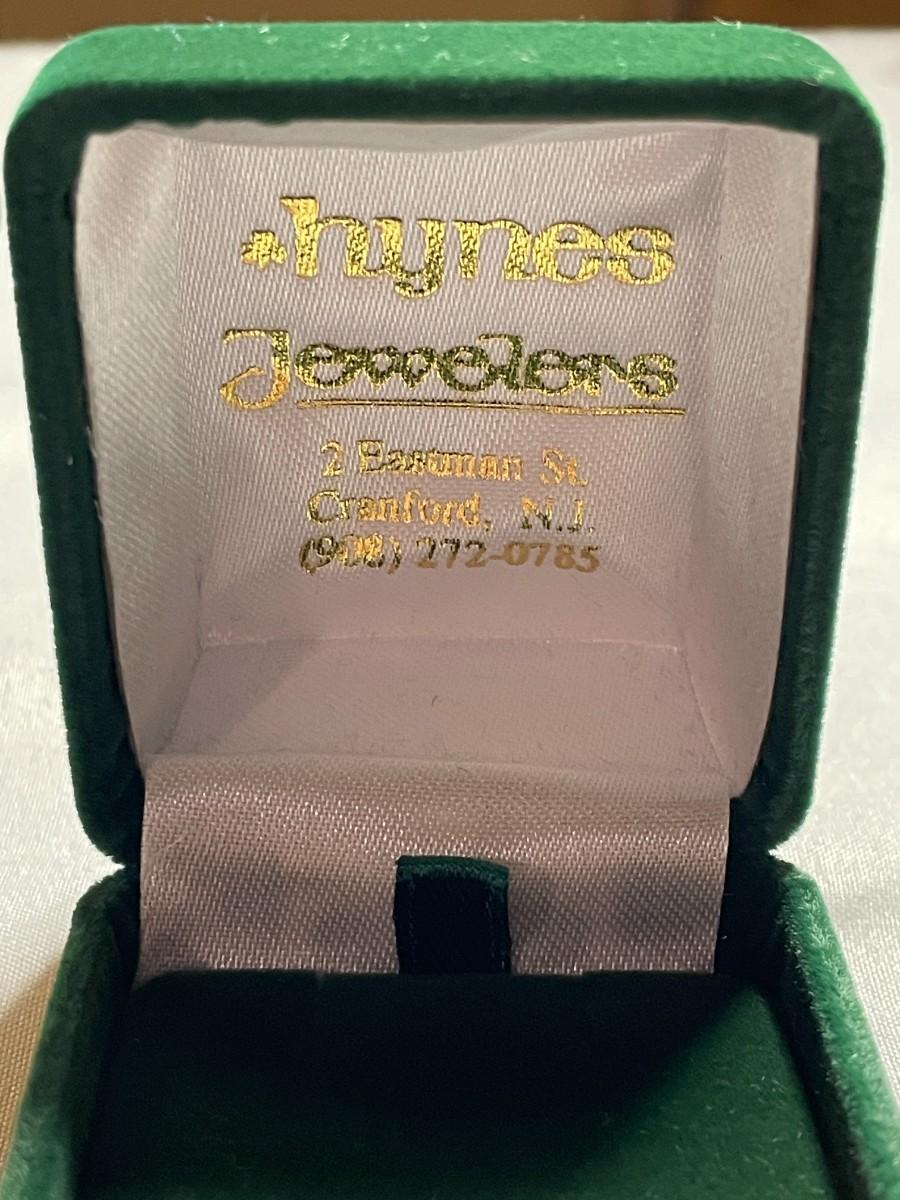 hynes
Jewelers
2 Eastman St.
Cranford, N.J.
(908) 272-0785